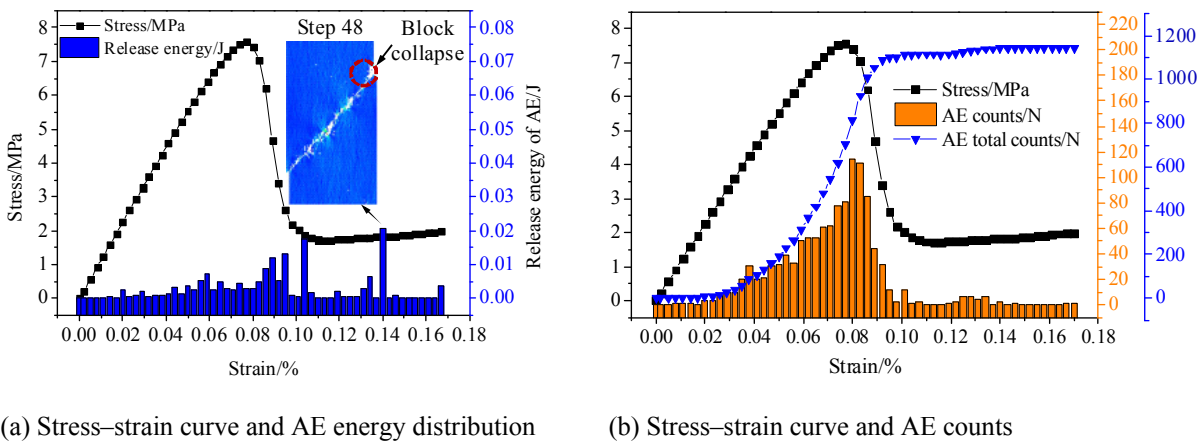 Stress/MPa
Release energy/J
Step 48
Block
collapse
8
7
6
5
4
3
2
1
0
Stress/MPa
0.08
0.07
0.06
0.05
0.04
0.03
0.02
0.01
0.00
Release energy of AE/J
0.00 0.02 0.04 0.06 0.08 0.10 0.12 0.14 0.16 0.18
Strain/%
(a) Stress–strain curve and AE energy distribution
8
7
6
5
4
3
2
1
0
Stress/MPa
AE counts/N
AE total counts/N
220
200
180
160
140
120
100
80
60
40
20
0
1200
1000
800
600
400
200
0
0.00 0.02 0.04 0.06 0.08 0.10 0.12 0.14 0.16 0.18
Strain/%
(b) Stress–strain curve and AE counts